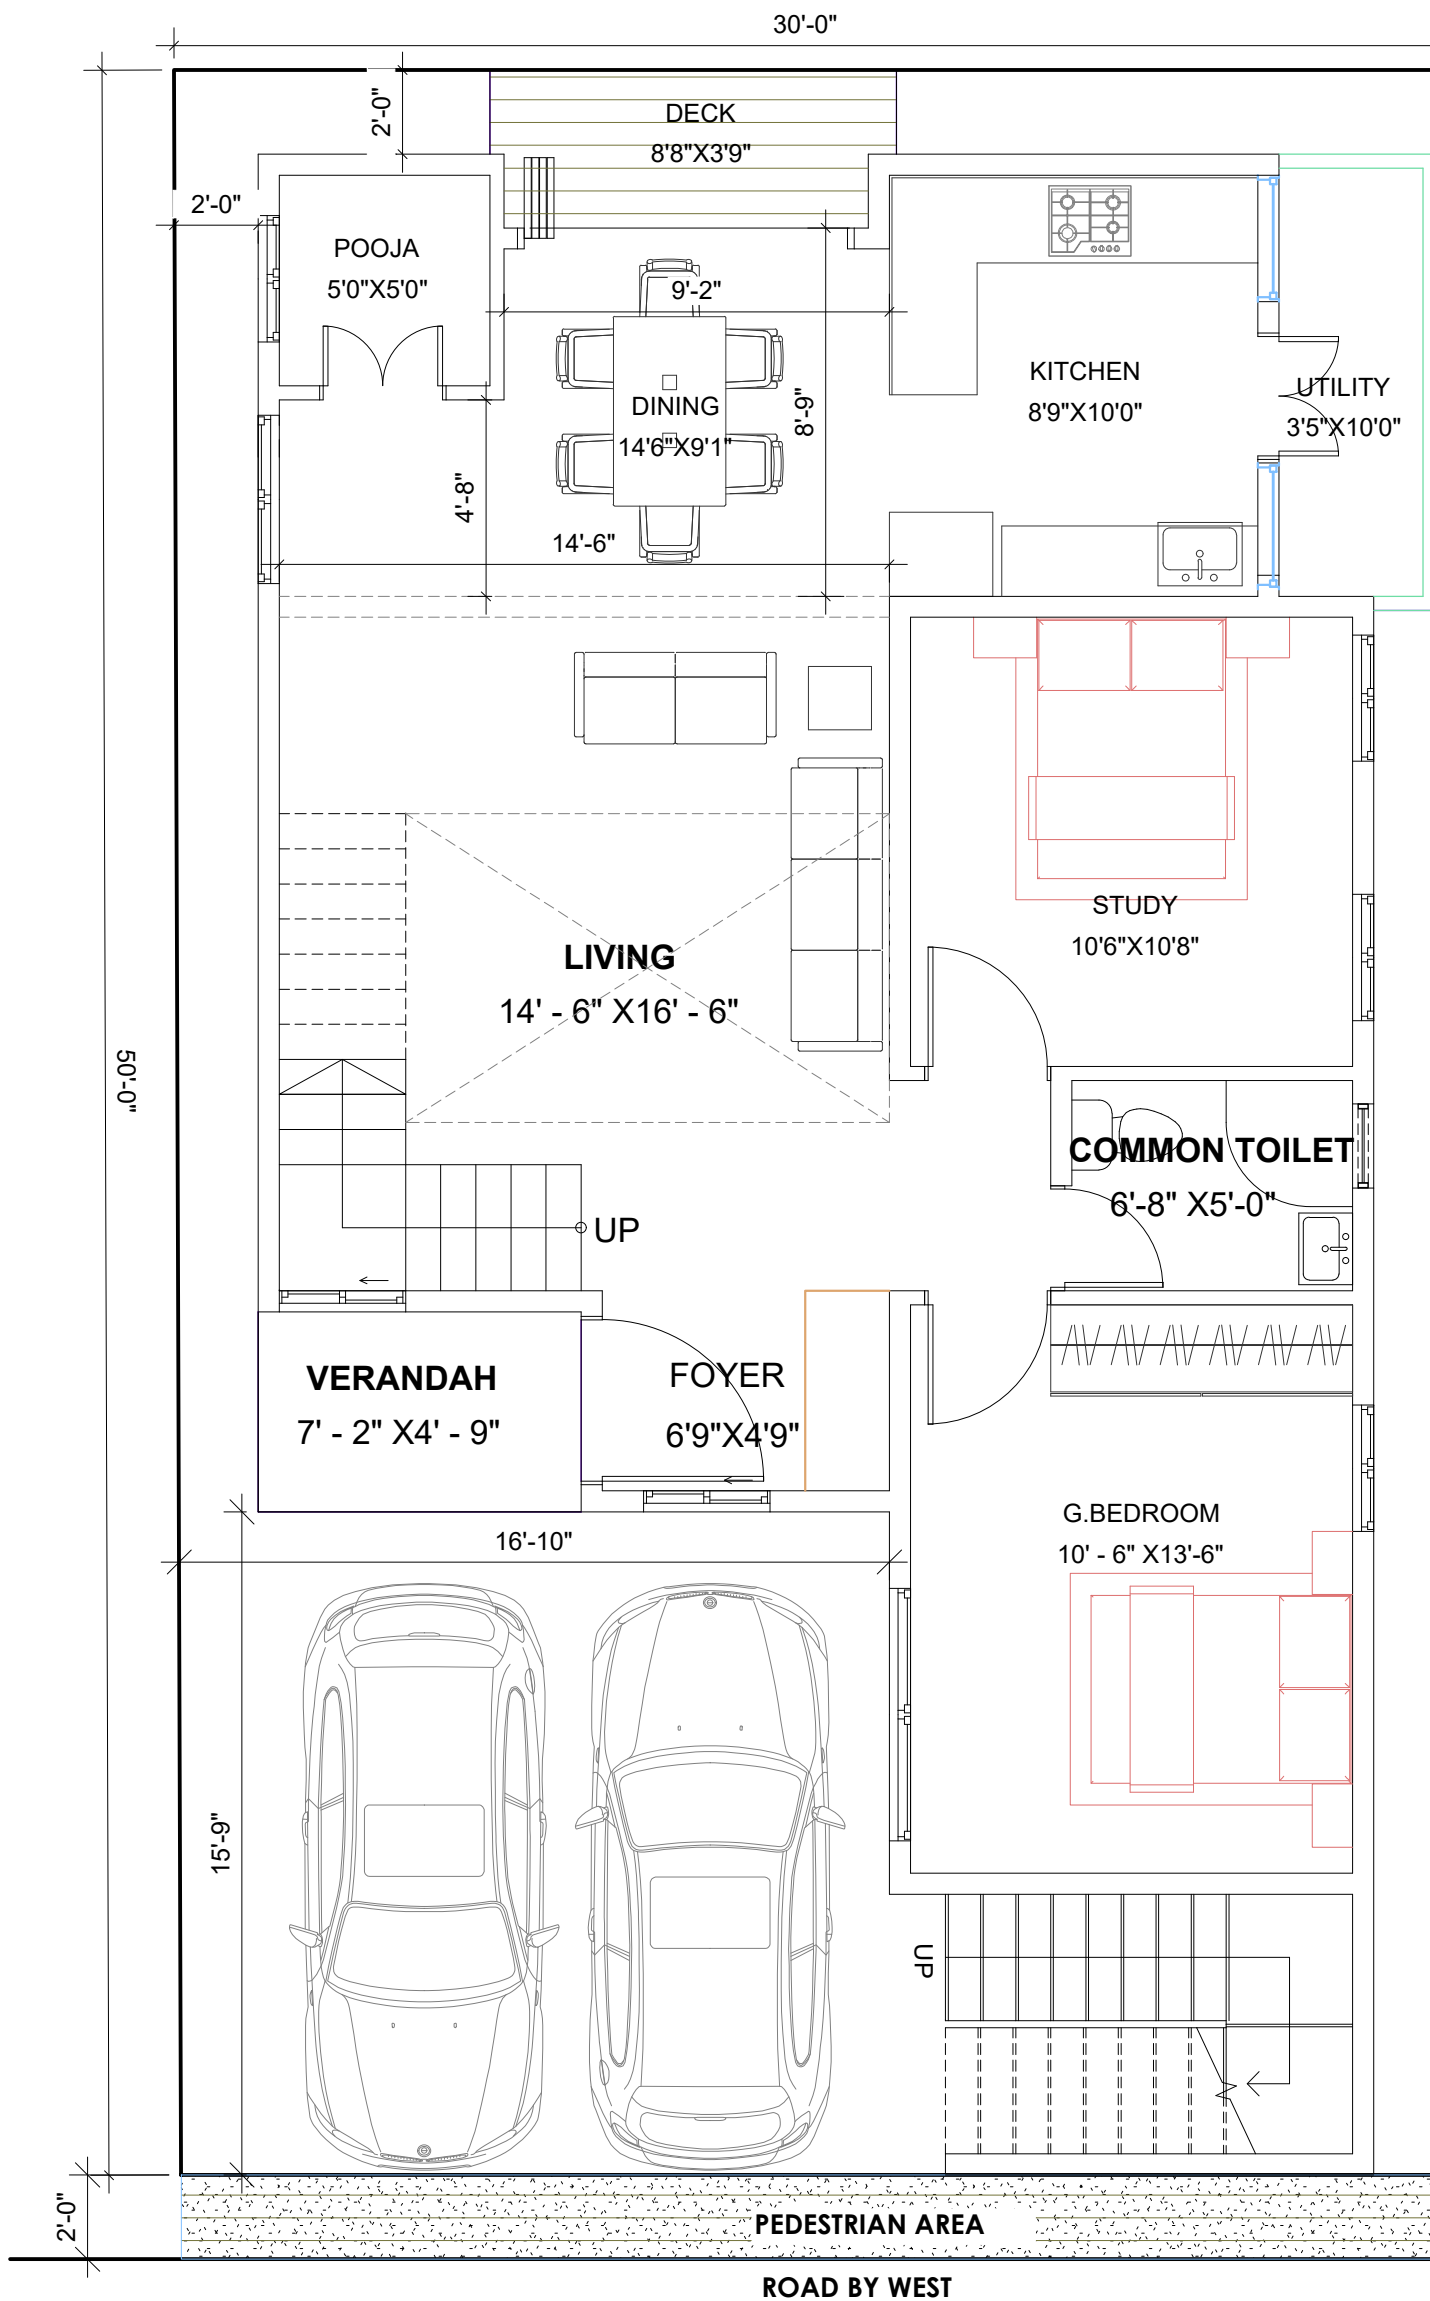 30'-0"
2'-0"
DECK
8'8"X3'9"
2'-0"
POOJA
5'0"X5'0"
9'-2"
KITCHEN
8'9"X10'0"
UTILITY
3'5"X10'0"
DINING
14'6"X9'1"
8'-9"
4'-8"
14'-6"
STUDY
10'6"X10'8"
LIVING
14' - 6" X16' - 6"
50'-0"
COMMON TOILET
6'-8" X5'-0"
UP
VERANDAH
7' - 2" X4' - 9"
FOYER
6'9"X4'9"
G.BEDROOM
10' - 6" X13'-6"
16'-10"
15'-9"
UP
2'-0"
PEDESTRIAN AREA
ROAD BY WEST